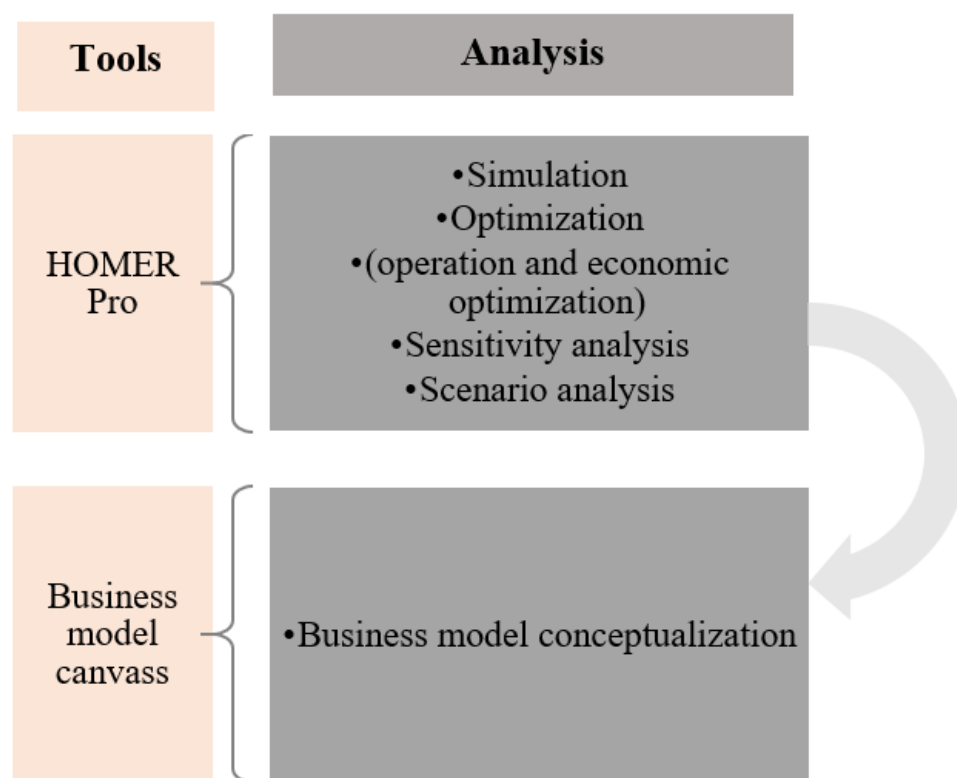 Tools
Analysis
HOMER
Pro
•Simulation
•Optimization
•(operation and economic
optimization)
•Sensitivity analysis
•Scenario analysis
Business
model
canvass
•Business model conceptualization